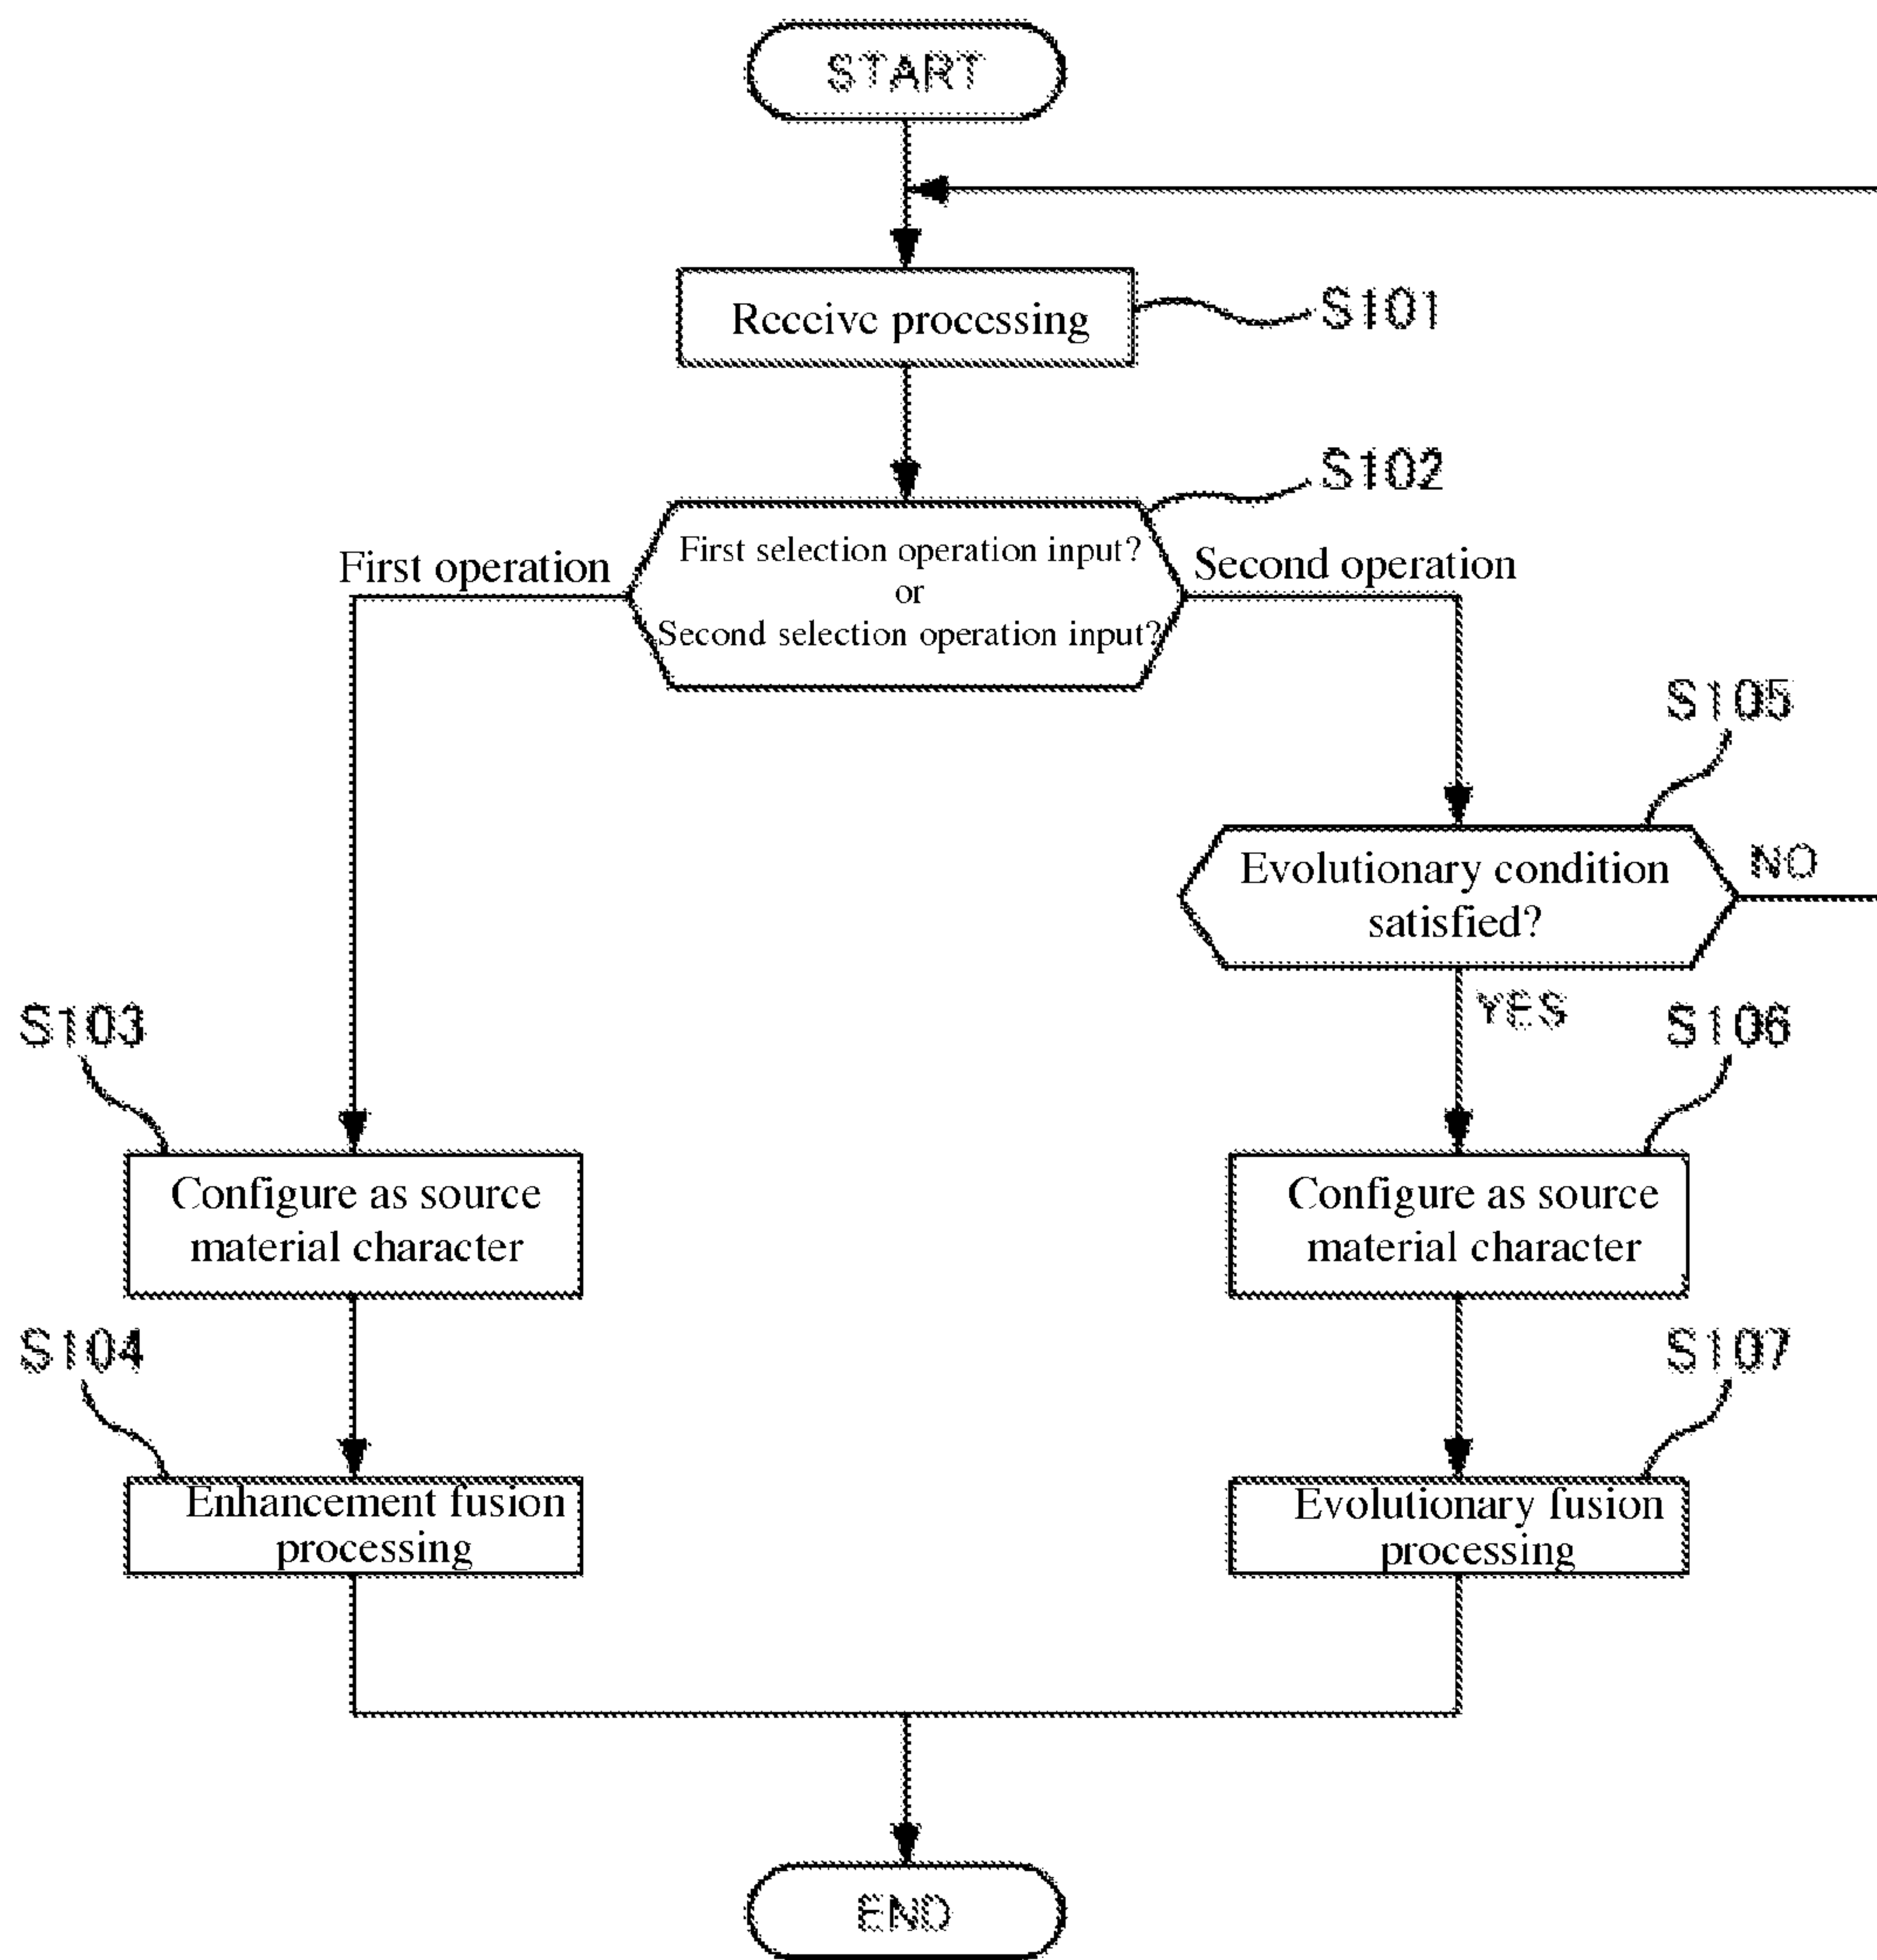 START
Receive processing
S101
S102
First selection operation input?
or
Second selection operation input?
First operation
Second operation
S105
Evolutionary condition
satisfied?
NO
YES
S103
Configure as source
material character
S106
Configure as source
material character
S104
Enhancement fusion
processing
S107
Evolutionary fusion
processing
END